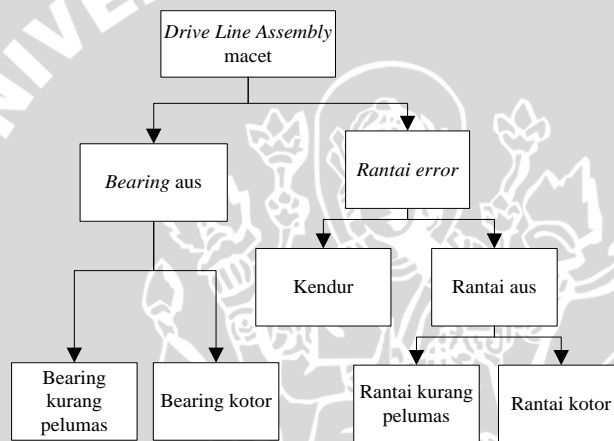 Drive Line Assembly
macet
Bearing aus
Rantai error
Kendur
Rantai aus
Bearing
kurang
pelumas
Bearing kotor
Rantai kurang
pelumas
Rantai kotor